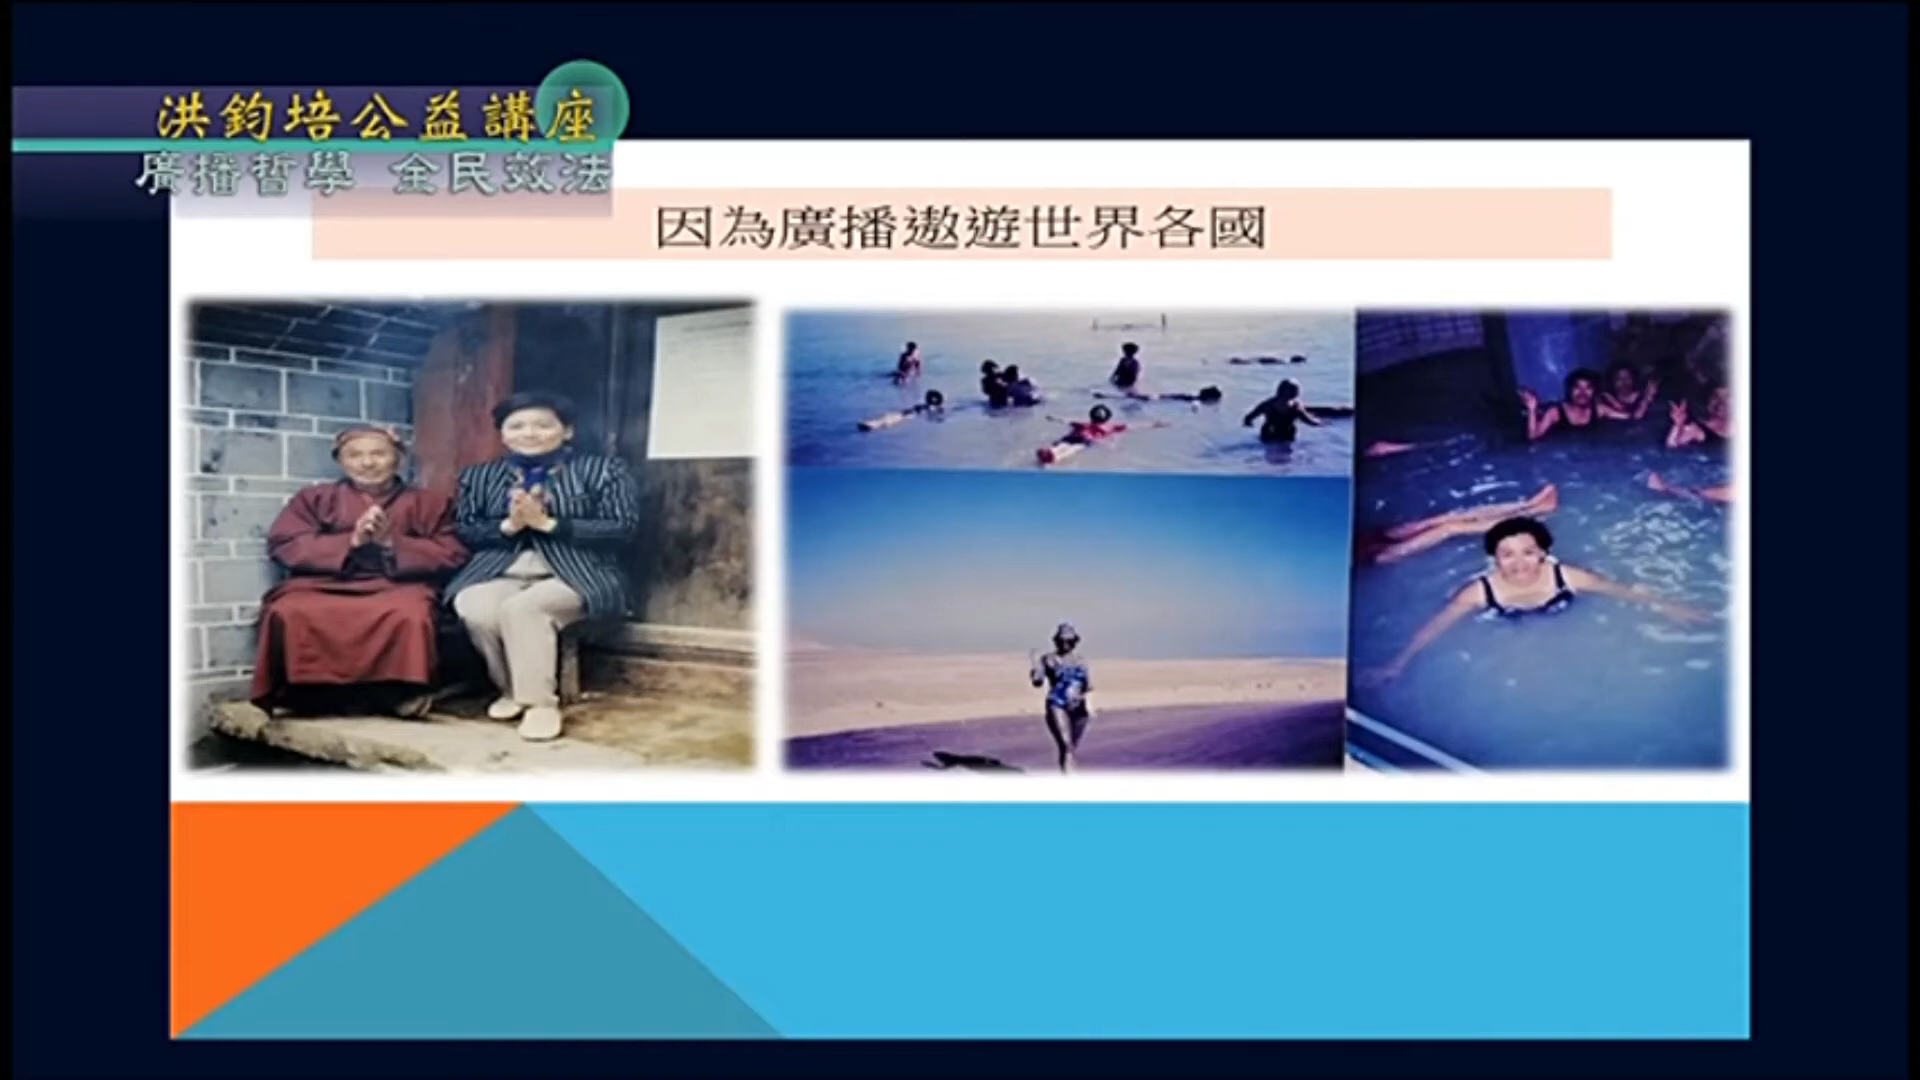 洪鈞培公益講座
廣播哲學 全民效法
因為廣播遨遊世界各國